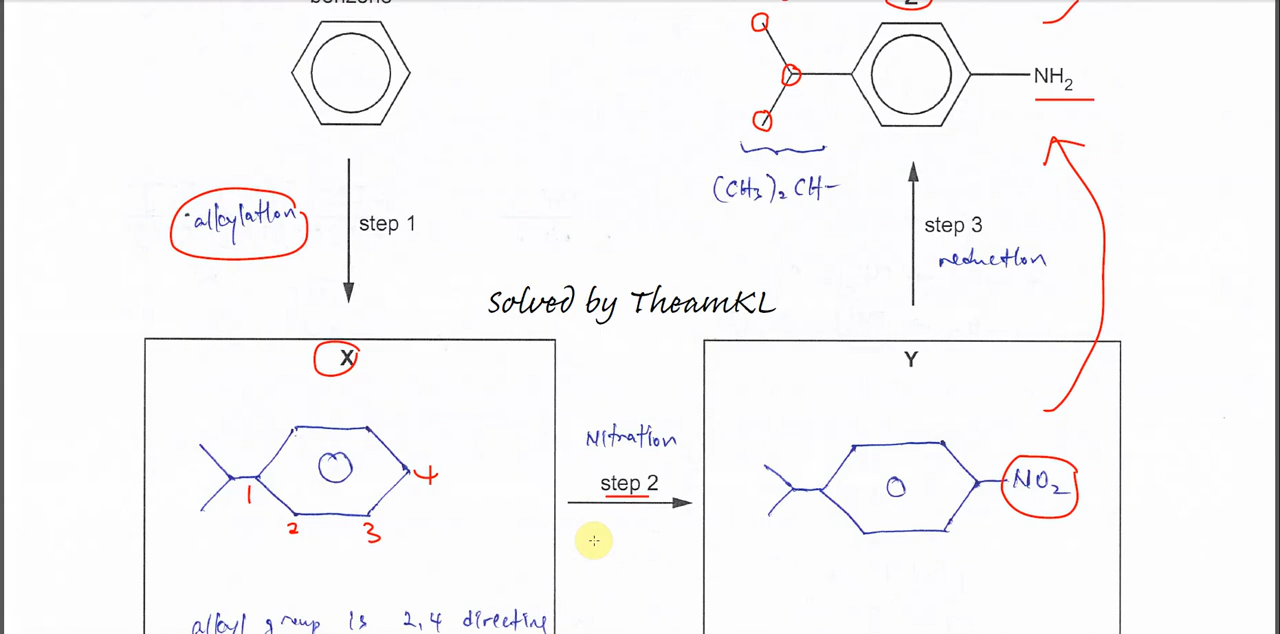 benzene
Z
NH2
(CH3)2 CH-
alkylation
step 1
step 3
reduction
Solved by TheamKL
X
Y
Nitration
step 2
NO2
1
2
3
4
alkyl group is 2,4 directing